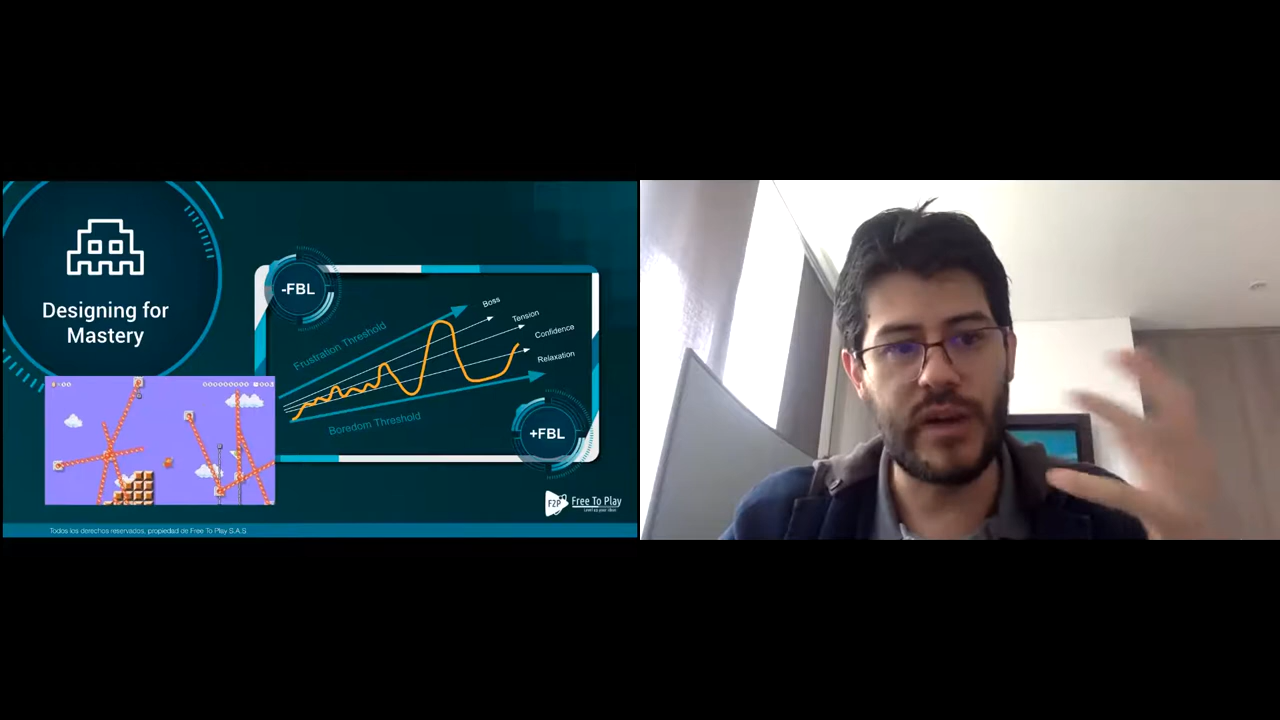 Designing for
Mastery
-FBL
Frustration Threshold
Boss
Tension
Confidence
Relaxation
Boredom Threshold
+FBL
F2P
Free To Play
Todos los derechos reservados, propiedad de Free To Play S.A.S